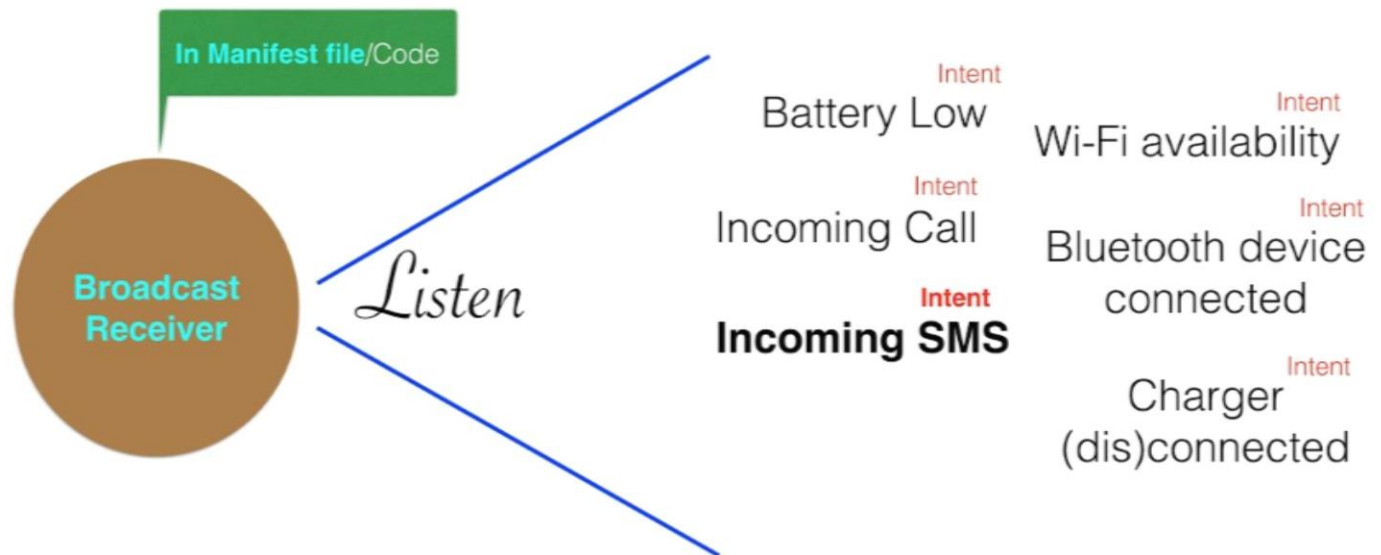 In Manifest file/Code
Broadcast
Receiver
Listen
Intent
Battery Low
Intent
Wi-Fi availability
Intent
Incoming Call
Intent
Bluetooth device
connected
Intent
Incoming SMS
Intent
Charger
(dis)connected